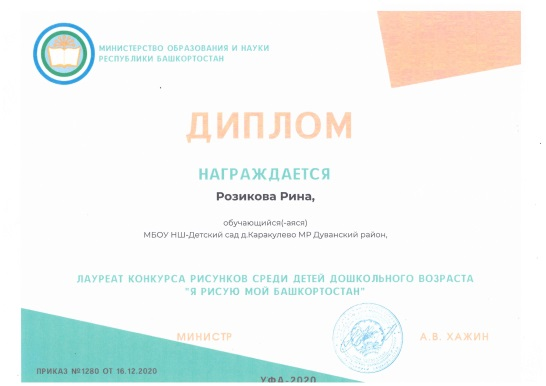 МИНИСТЕРСТВО ОБРАЗОВАНИЯ И НАУКИ
РЕСПУБЛИКИ БАШКОРТОСТАН
ДИПЛОМ
НАГРАЖДАЕТСЯ
Розикова Рина,
обучающийся(-аяся)
МБОУ НШ-Детский сад д.Каракулево МР Дуванский район,
ЛАУРЕАТ КОНКУРСА РИСУНКОВ СРЕДИ ДЕТЕЙ ДОШКОЛЬНОГО ВОЗРАСТА
"Я РИСУЮ МОЙ БАШКОРТОСТАН"
МИНИСТР
А.В. ХАЖИН
ПРИКАЗ №1280 ОТ 16.12.2020
УФА-2020